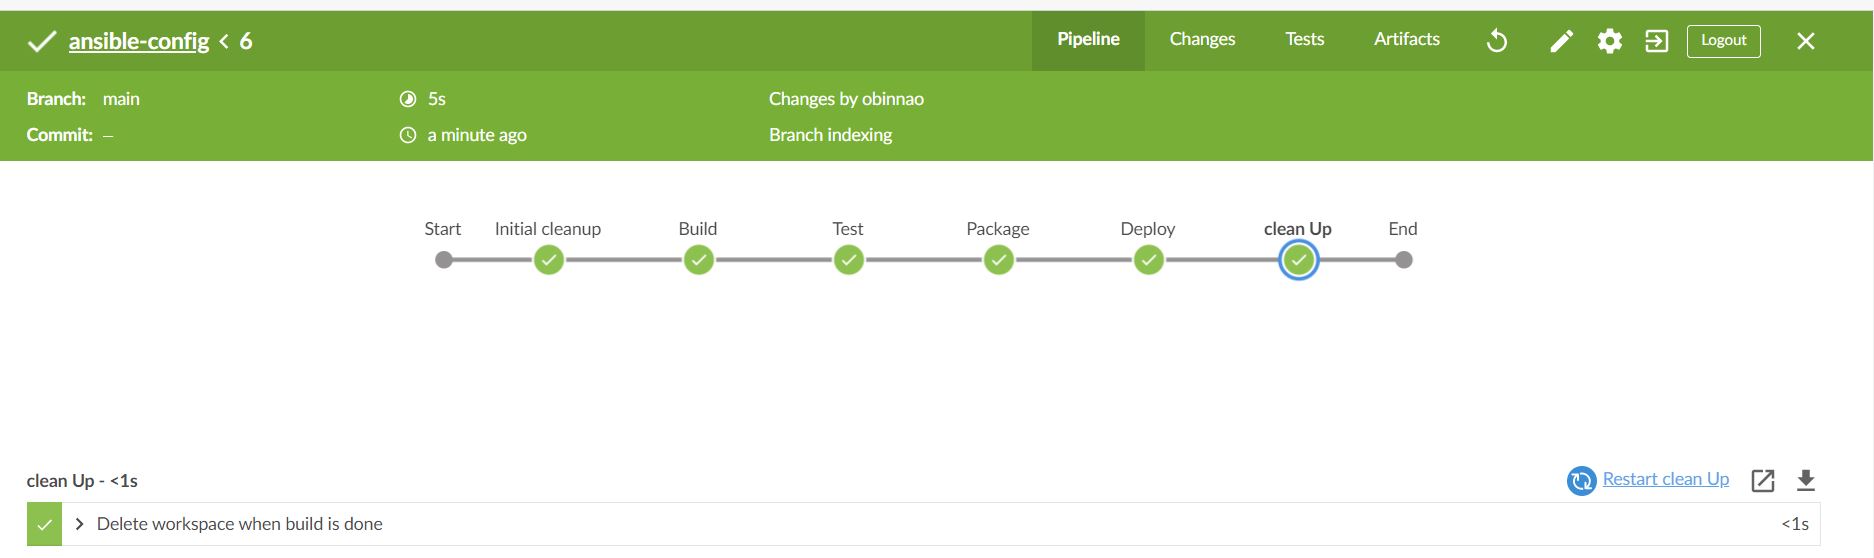 ansible-config < 6 Pipeline Changes Tests Artifacts Logout
Branch: main 5s Changes by obinnao
Commit: – a minute ago Branch indexing
Start Initial cleanup Build Test Package Deploy clean Up End
clean Up - <1s Restart clean Up
Delete workspace when build is done <1s